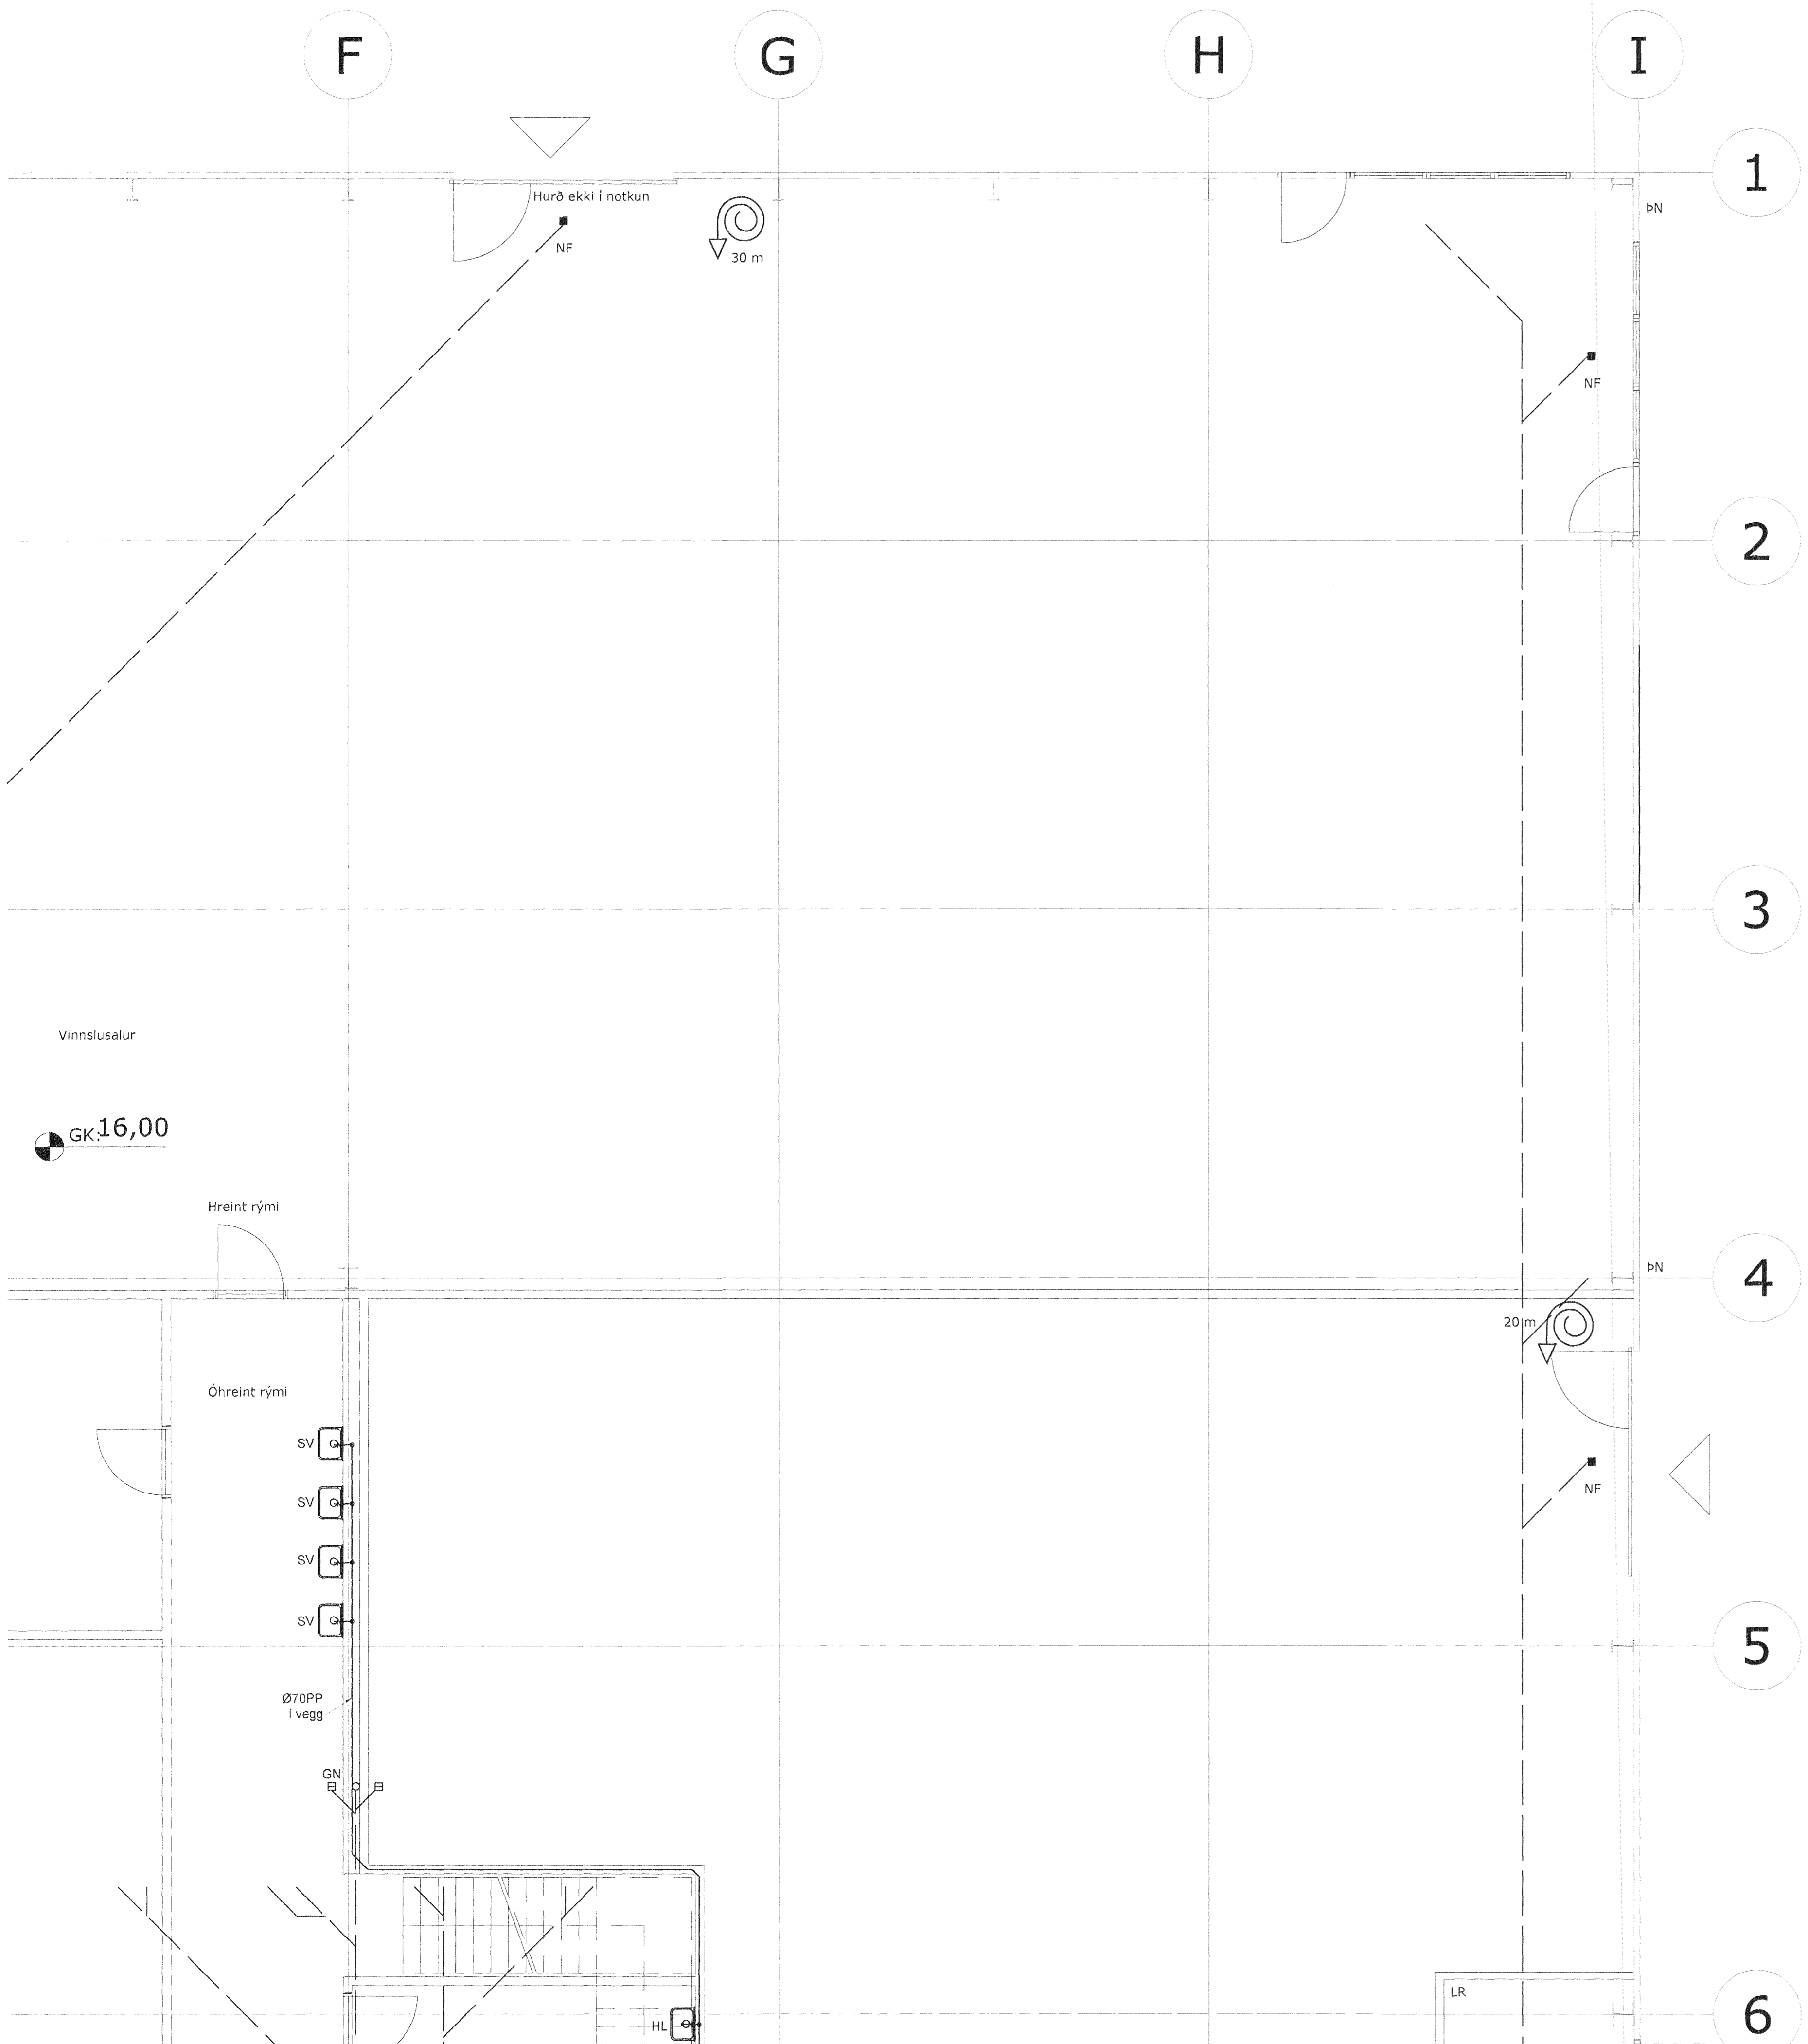 F
G
H
I
1
Hurð ekki í notkun
NF
30 m
ÞN
NF
2
3
Vinnslusalur
GK: 16,00
Hreint rými
ÞN
4
20 m
Óhreint rými
SV
NF
SV
SV
SV
5
Ø70PP
í vegg
GN
LR
HL
6